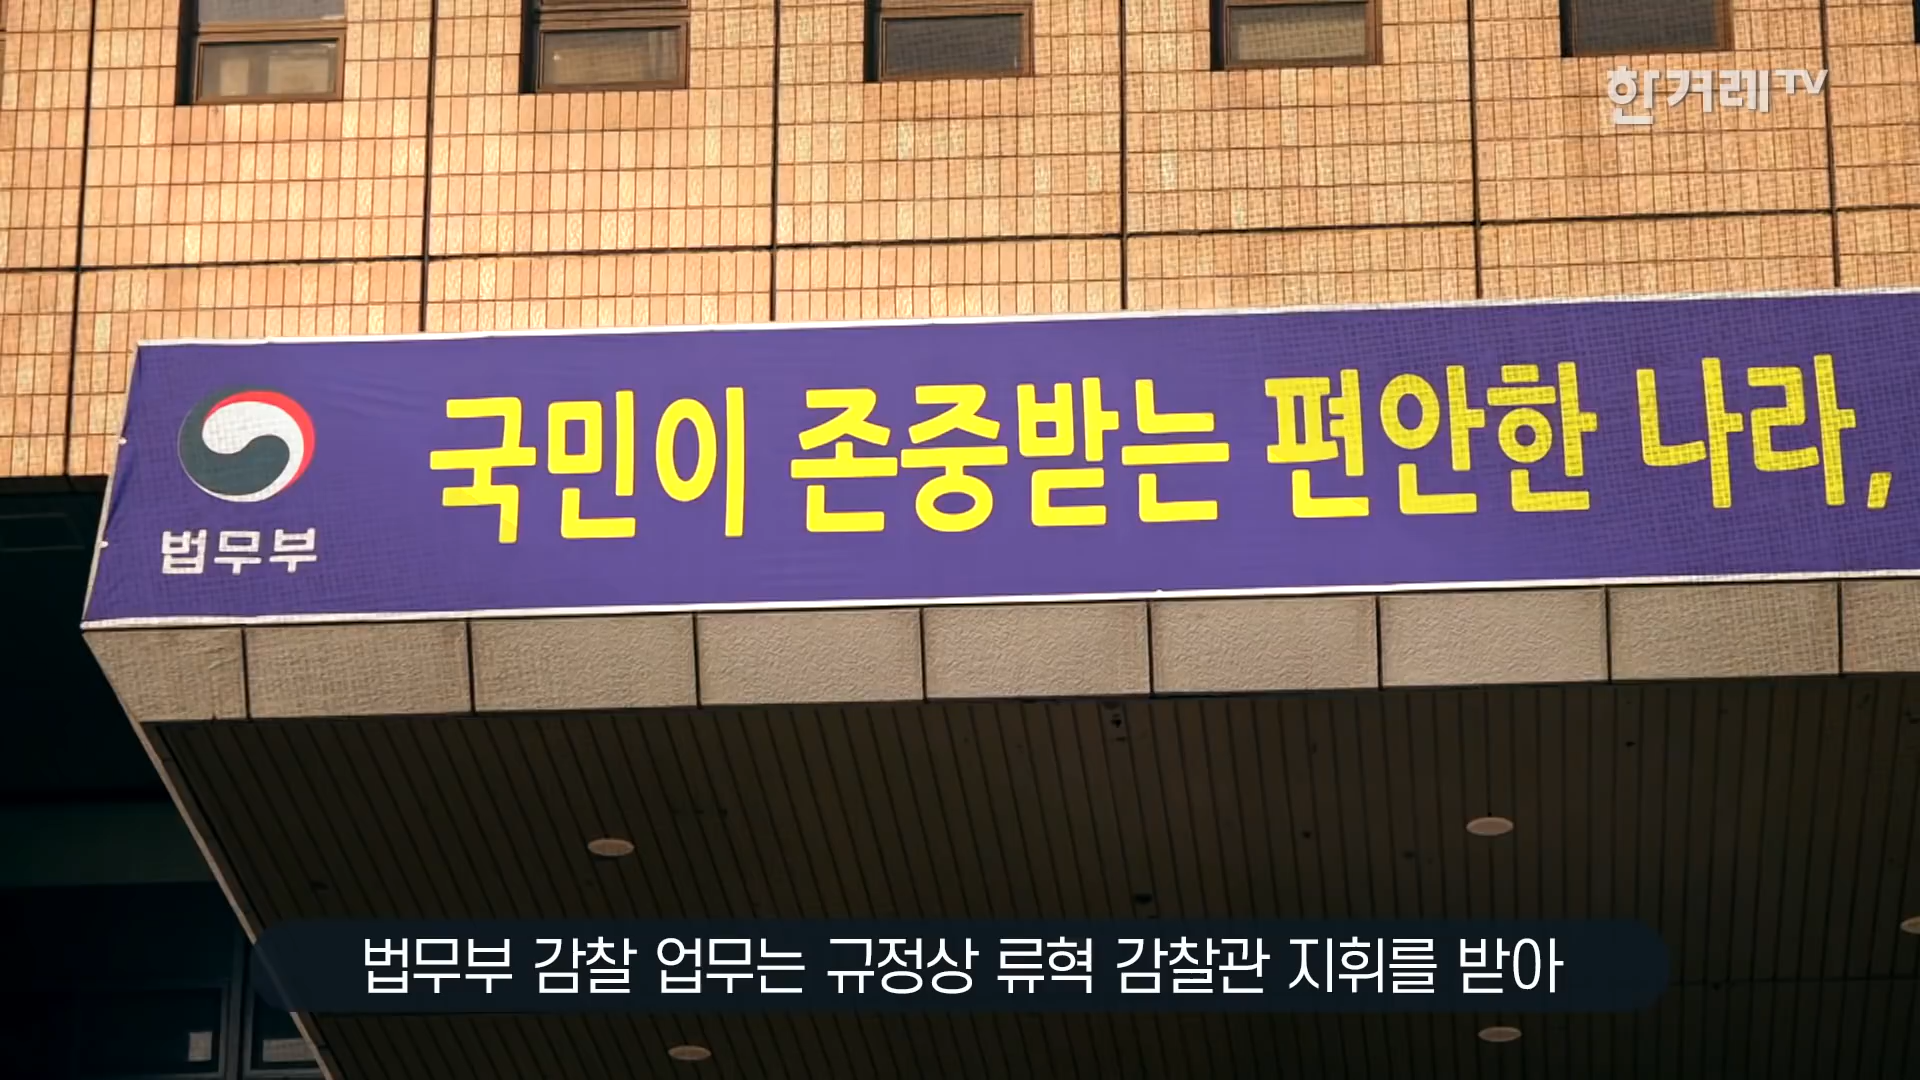 한겨레TV
국민이 존중받는 편안한 나라,
법무부
법무부 감찰 업무는 규정상 류혁 감찰관 지휘를 받아